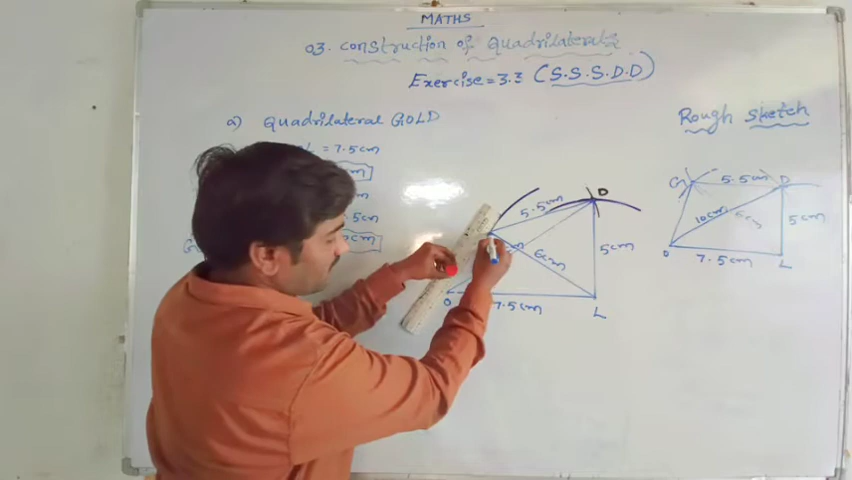 MATHS
03. Construction of Quadrilaterals
Exercise = 3.3 (S.S.S.D.D)
a) Quadrilateral GOLD
= 7.5cm
5cm
D
5.5cm
6cm
5cm
O
7.5cm
L
Rough sketch
G
5.5cm
D
10cm
6cm
5cm
O
7.5cm
L